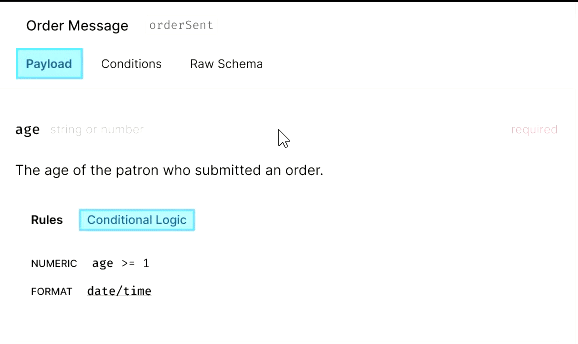 Order Message orderSent
Payload Conditions Raw Schema
age string or number required
The age of the patron who submitted an order.
Rules Conditional Logic
NUMERIC age >= 1
FORMAT date/time